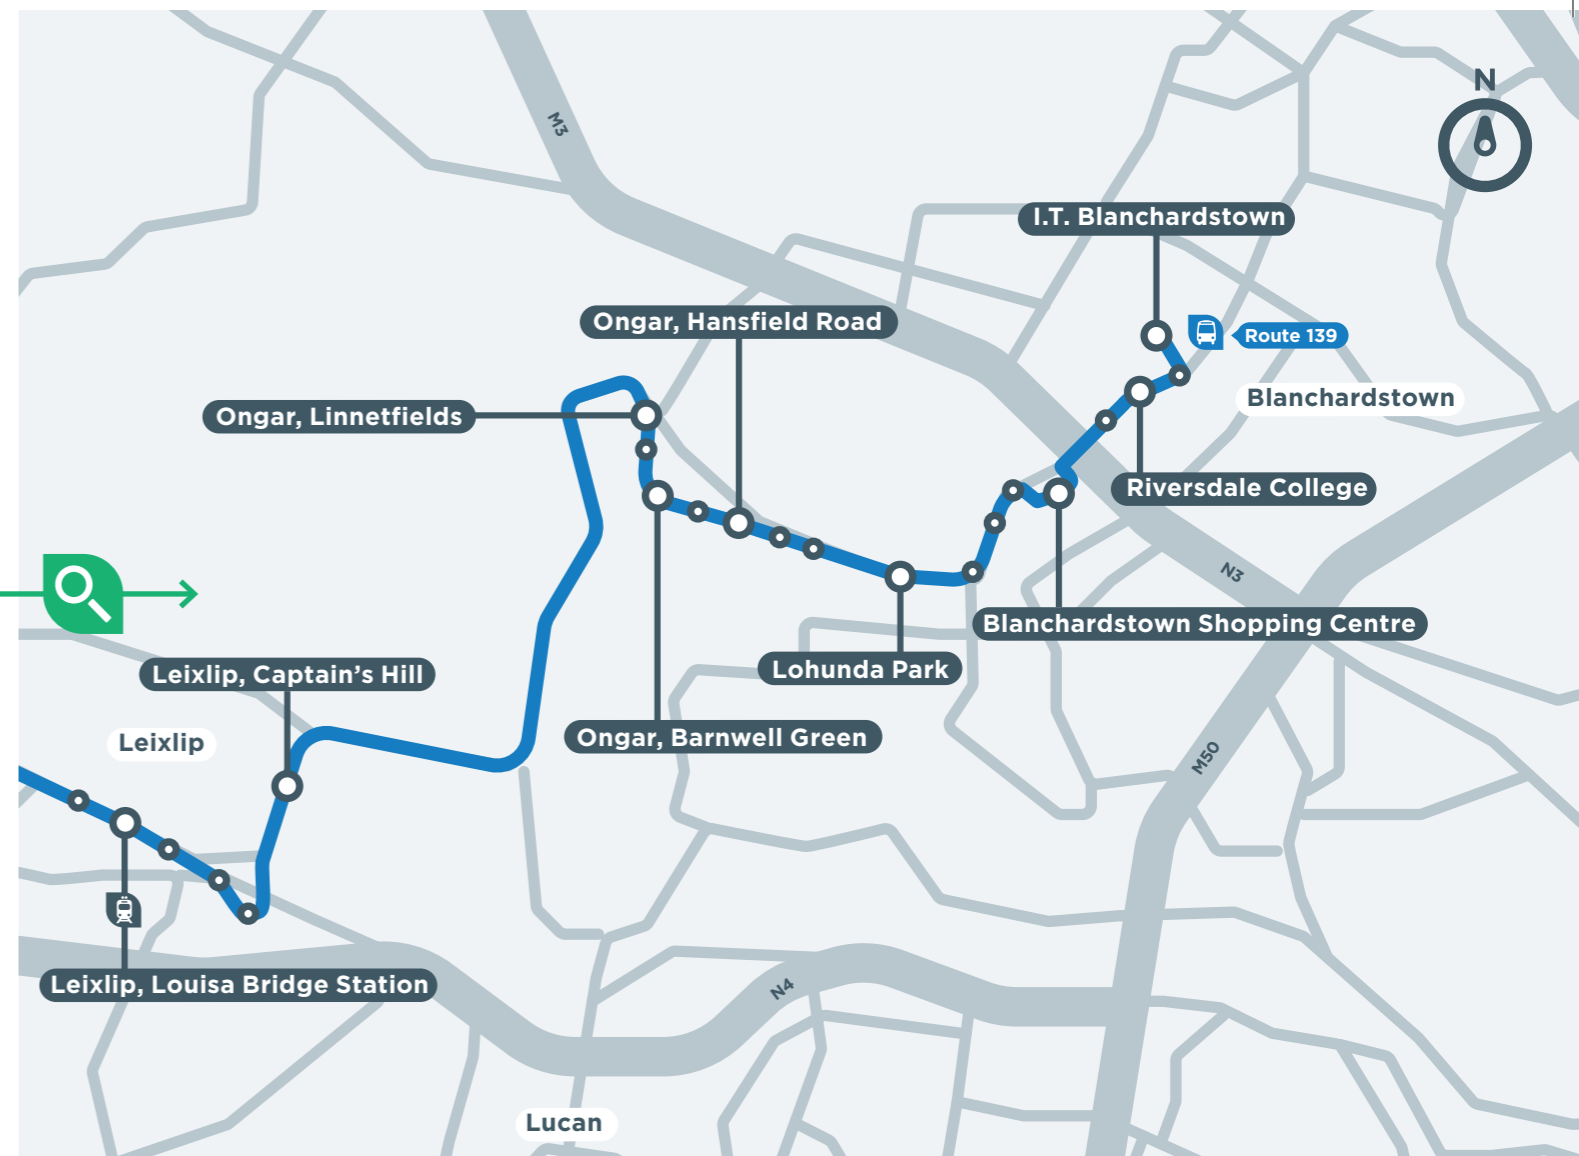 N
M3
I.T. Blanchardstown
Ongar, Hansfield Road
Route 139
Blanchardstown
Ongar, Linnetfields
Riversdale College
N3
Blanchardstown Shopping Centre
Lohunda Park
Leixlip, Captain’s Hill
Leixlip
Ongar, Barnwell Green
M50
Leixlip, Louisa Bridge Station
N4
Lucan